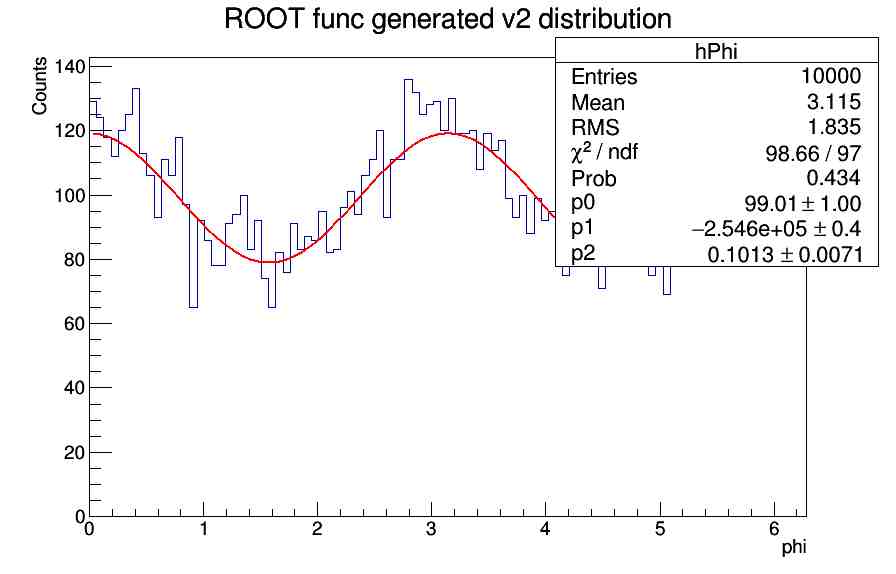 ROOT func generated v2 distribution
hPhi
Entries 10000
Mean 3.115
RMS 1.835
χ² / ndf 98.66 / 97
Prob 0.434
p0 99.01 ± 1.00
p1 −2.546e+05 ± 0.4
p2 0.1013 ± 0.0071
Counts
140
120
100
80
60
40
20
0
0 1 2 3 4 5 6
phi